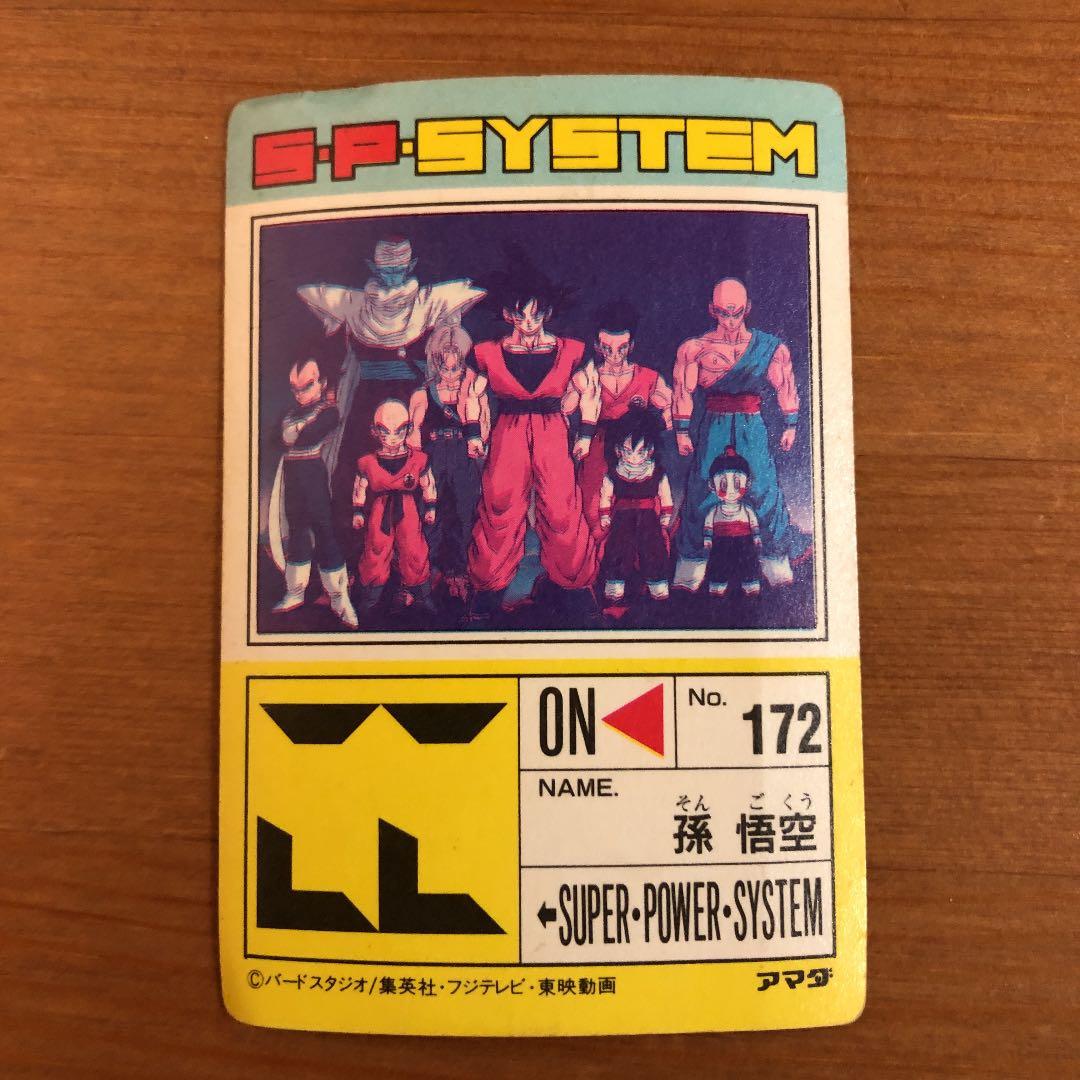 S・P・SYSTEM
ON
No.
172
NAME.
そん ご くう
孫 悟空
←SUPER・POWER・SYSTEM
©バードスタジオ/集英社・フジテレビ・東映動画
アマダ